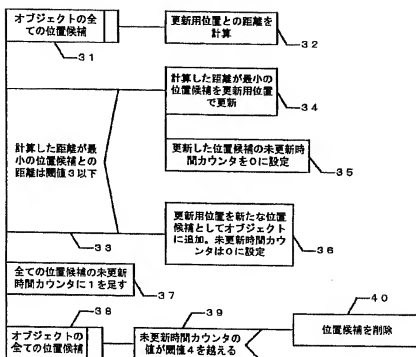 オブジェクトの全
ての位置候補
31
更新用位置との距離を
計算
32
計算した距離が最小の
位置候補を更新用位置
で更新
34
更新した位置候補の未更新時
間カウンタを0に設定
35
計算した距離が最
小の位置候補との
距離は閾値3以下
33
更新用位置を新たな位置
候補としてオブジェクト
に追加。未更新時間カウ
ンタは0に設定
36
全ての位置候補の未更新
時間カウンタに1を足す
37
38
オブジェクトの
全ての位置候補
39
未更新時間カウンタの
値が閾値4を越える
40
位置候補を削除